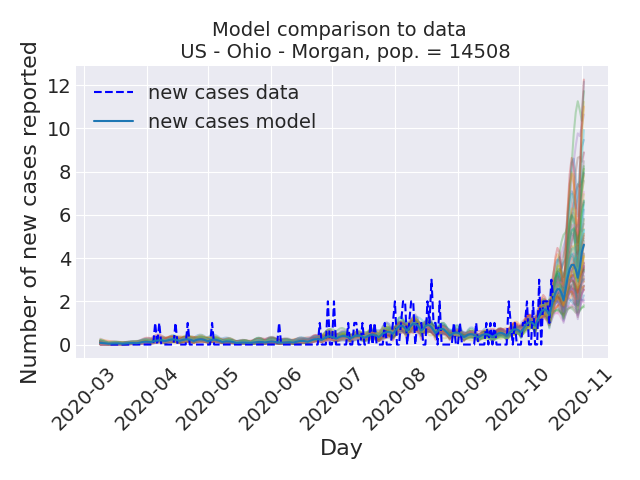 Model comparison to data
US - Ohio - Morgan, pop. = 14508
Number of new cases reported
12
10
8
6
4
2
0
new cases data
new cases model
2020-03
2020-04
2020-05
2020-06
2020-07
2020-08
2020-09
2020-10
2020-11
Day